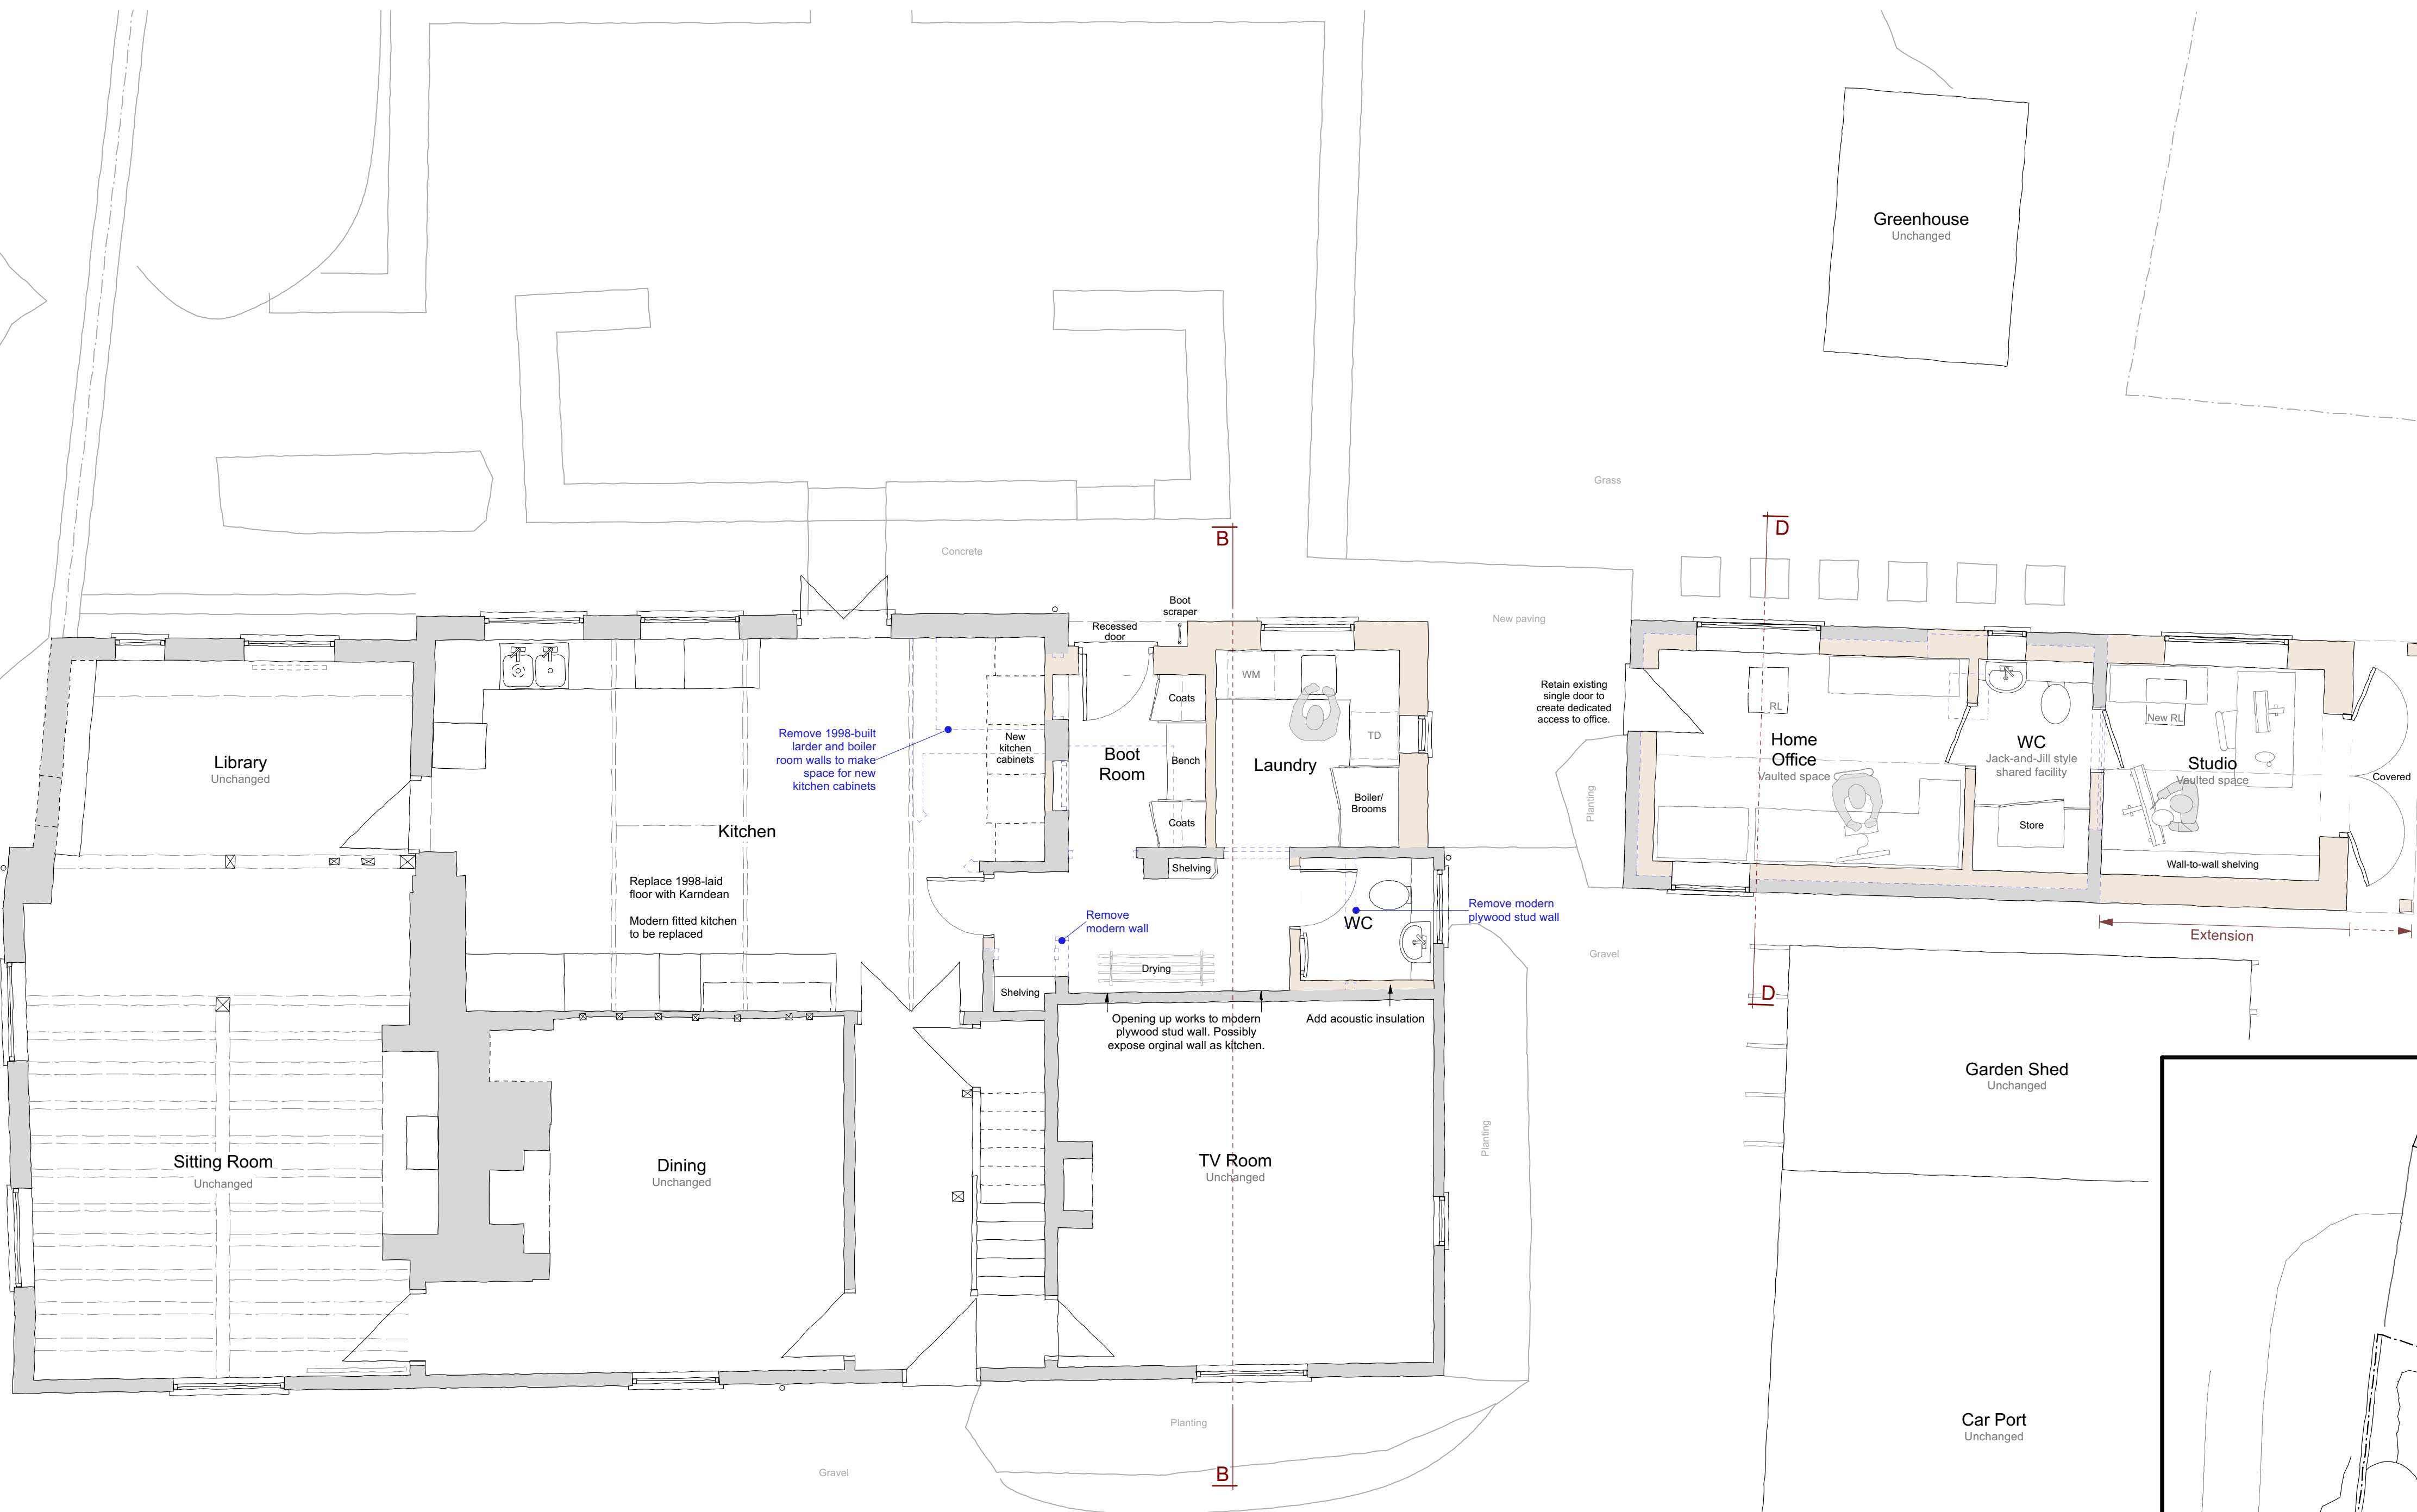 Greenhouse
Unchanged
Grass
B
D
Concrete
Boot
scraper
Recessed
door
New paving
WM
Coats
Retain existing
single door to
create dedicated
access to office.
RL
New RL
Remove 1998-built
larder and boiler
room walls to make
space for new
kitchen cabinets
New
kitchen
cabinets
TD
Library
Unchanged
Boot
Room
Bench
Laundry
Home
Office
Vaulted space
WC
Jack-and-Jill style
shared facility
Studio
Vaulted space
Covered
Planting
Boiler/
Brooms
Coats
Store
Kitchen
Shelving
Wall-to-wall shelving
Replace 1998-laid
floor with Karndean
Modern fitted kitchen
to be replaced
Remove
modern wall
WC
Remove modern
plywood stud wall
Extension
Drying
Gravel
Shelving
D
Opening up works to modern
plywood stud wall. Possibly
expose orginal wall as kitchen.
Add acoustic insulation
Garden Shed
Unchanged
Sitting Room
Unchanged
Dining
Unchanged
TV Room
Unchanged
Planting
Planting
Car Port
Unchanged
Gravel
B